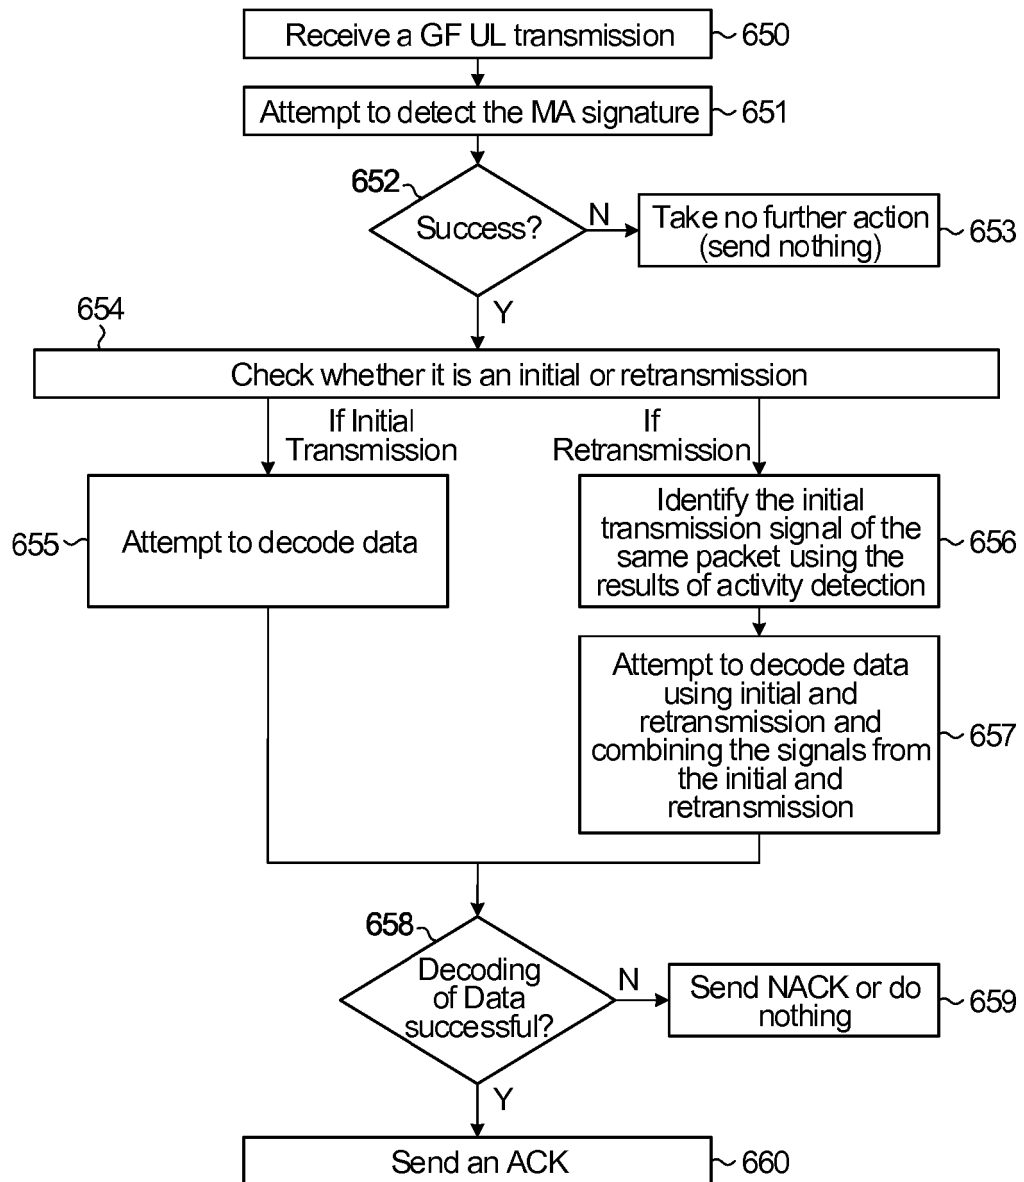 Receive a GF UL transmission
650
Attempt to detect the MA signature
651
652
Success?
N
Take no further action
(send nothing)
653
Y
654
Check whether it is an initial or retransmission
If Initial
Transmission
If
Retransmission
655
Attempt to decode data
Identify the initial
transmission signal of the
same packet using the
results of activity detection
656
Attempt to decode data
using initial and
retransmission and
combining the signals from
the initial and
retransmission
657
658
Decoding
of Data
successful?
N
Send NACK or do
nothing
659
Y
Send an ACK
660